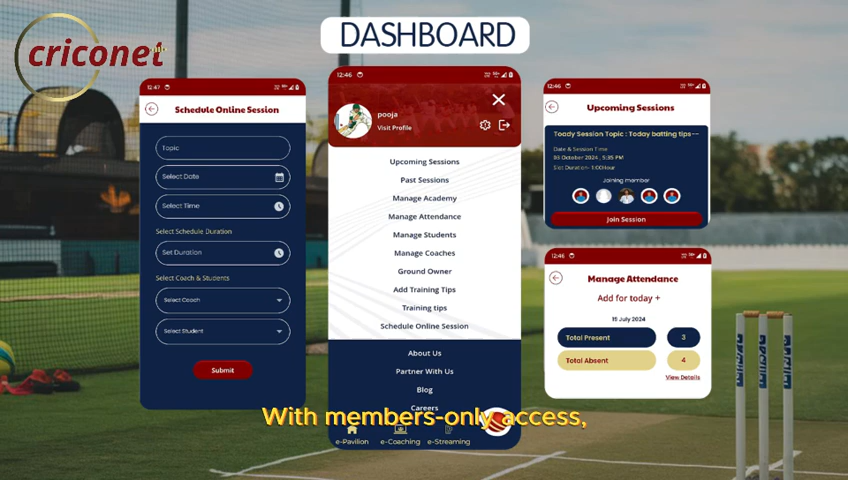 criconet
DASHBOARD
12:47
Schedule Online Session
Topic
Select Date
Select Time
Select Schedule Duration
Set Duration
Select Coach & Students
Select Coach
Select Student
Submit
12:46
pooja
Visit Profile
Upcoming Sessions
Past Sessions
Manage Academy
Manage Attendance
Manage Students
Manage Coaches
Ground Owner
Add Training Tips
Training tips
Schedule Online Session
About Us
Partner With Us
Blog
Careers
e-Pavilion
e-Coaching
e-Streaming
12:46
Upcoming Sessions
Toady Session Topic : Today batting tips--
Date & Session Time
03 October 2024 , 5:35 PM
Slot Duration- 1:00Hour
Joining member
Join Session
12:46
Manage Attendance
Add for today +
15 July 2024
Total Present 3
Total Absent 4
View Details
With members-only access,